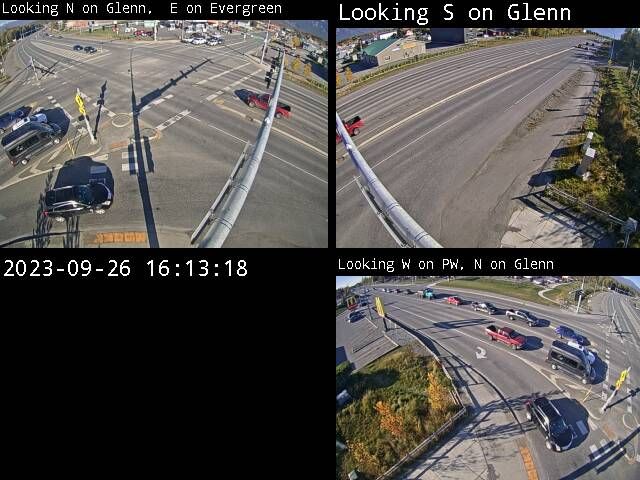 Looking N on Glenn, E on Evergreen
Looking S on Glenn
2023-09-26 16:13:18
Looking W on PW, N on Glenn